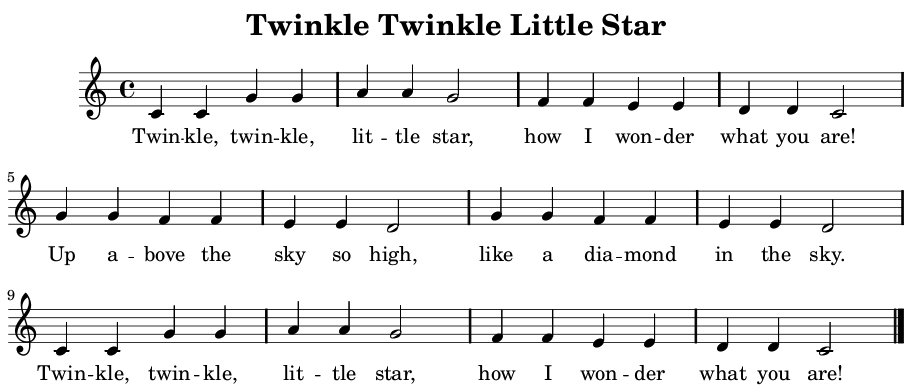 Twinkle Twinkle Little Star
Twin -- kle, twin -- kle, lit -- tle star, how I won -- der what you are!
5
Up a -- bove the sky so high, like a dia -- mond in the sky.
9
Twin -- kle, twin -- kle, lit -- tle star, how I won -- der what you are!